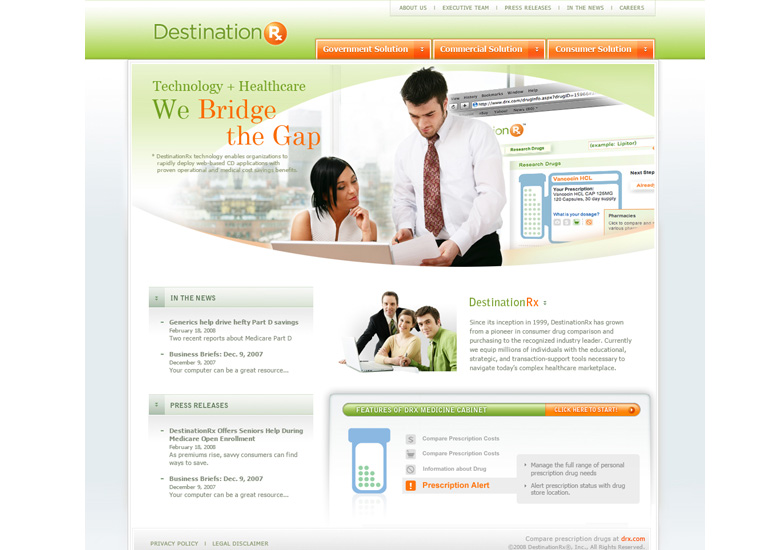 ABOUT US | EXECUTIVE TEAM | PRESS RELEASES | IN THE NEWS | CAREERS
DestinationRx
Government Solution Commercial Solution Consumer Solution
Technology + Healthcare
We Bridge
the Gap
* DestinationRx technology enables organizations to
rapidly deploy web-based CD applications with
proven operational and medical cost savings benefits.
History Bookmarks Window Help
Research Drugs
(example: Lipitor)
Research Drugs
Vancocin HCL
Your Prescription:
Vancocin HCL CAP 125MG
120 Capsules, 30 day supply
What is your dosage?
Next Step
Already
Pharmacies
Click to compare and
IN THE NEWS
- Generics help drive hefty Part D savings
February 18, 2008
Two recent reports about Medicare Part D
- Business Briefs: Dec. 9, 2007
December 9, 2007
Your computer can be a great resource...
DestinationRx
Since its inception in 1999, DestinationRx has grown
from a pioneer in consumer drug comparison and
purchasing to the recognized industry leader. Currently
we equip millions of individuals with the educational,
strategic, and transaction-support tools necessary to
navigate today's complex healthcare marketplace.
PRESS RELEASES
- DestinationRx Offers Seniors Help During
Medicare Open Enrollment
February 18, 2008
As premiums rise, savvy consumers can find
ways to save.
- Business Briefs: Dec. 9, 2007
December 9, 2007
Your computer can be a great resource...
FEATURES OF DRX MEDICINE CABINET
CLICK HERE TO START!
Compare Prescription Costs
Compare Prescription Costs
Information about Drug
Prescription Alert
Manage the full range of personal
prescription drug needs
Alert prescription status with drug
store location.
PRIVACY POLICY | LEGAL DISCLAIMER
Compare prescription drugs at drx.com
©2008 DestinationRx®, Inc., All Rights Reserved.